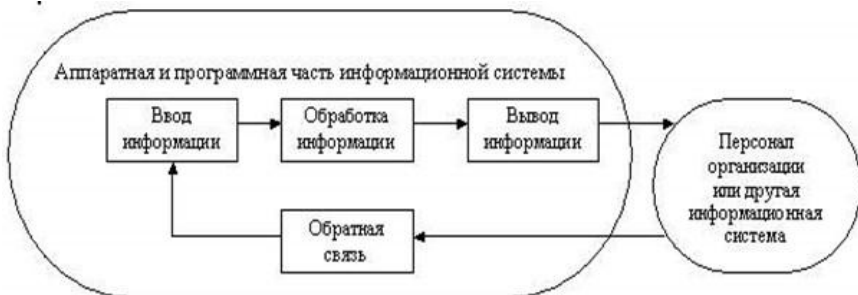 Аппаратная и программная часть информационной системы
Ввод
информации
Обработка
информации
Вывод
информации
Персонал
организации
или другая
информационная
система
Обратная
связь